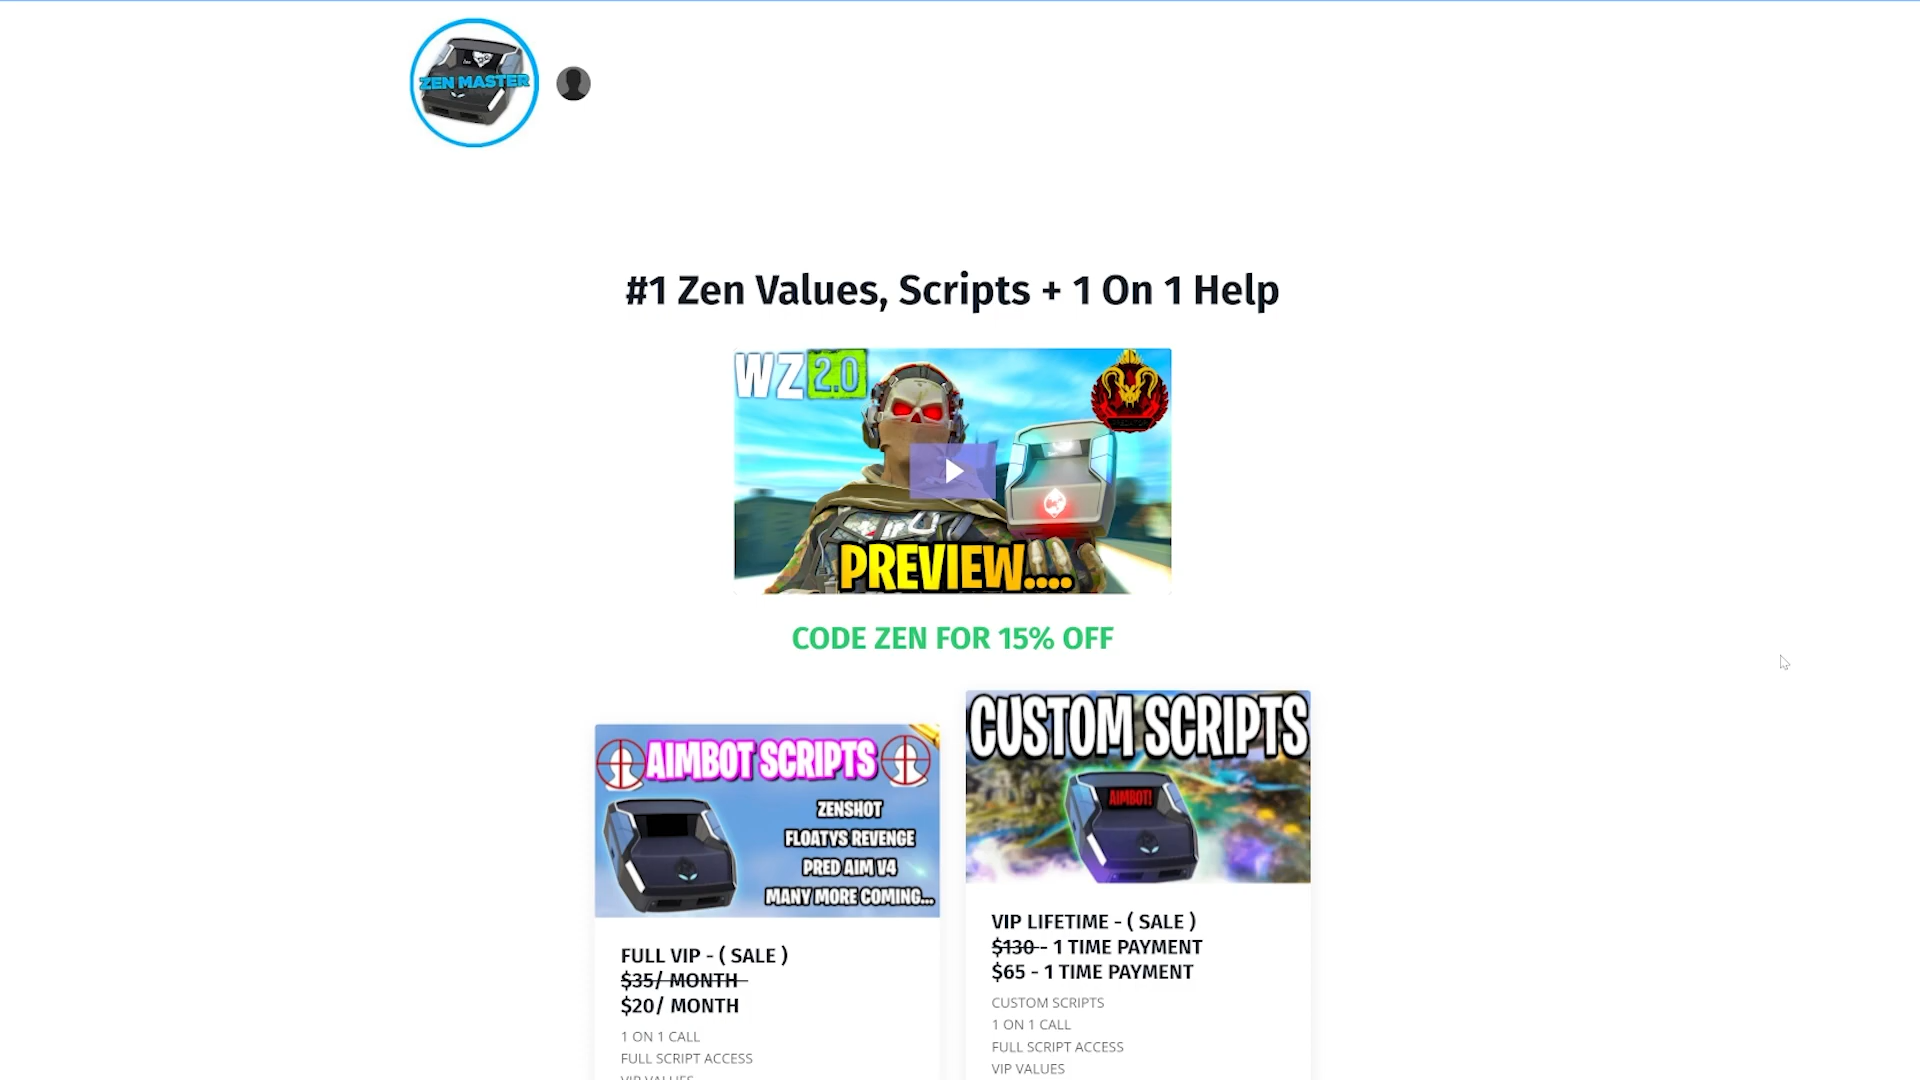 ZEN MASTER
#1 Zen Values, Scripts + 1 On 1 Help
WZ 2.0
PREVIEW....
CODE ZEN FOR 15% OFF
AIMBOT SCRIPTS
ZENSHOT
FLOATYS REVENGE
PRED AIM V4
MANY MORE COMING...
FULL VIP - ( SALE )
$35/ MONTH
$20/ MONTH
1 ON 1 CALL
FULL SCRIPT ACCESS
VIP VALUES
CUSTOM SCRIPTS
AIMBOT!
VIP LIFETIME - ( SALE )
$130 - 1 TIME PAYMENT
$65 - 1 TIME PAYMENT
CUSTOM SCRIPTS
1 ON 1 CALL
FULL SCRIPT ACCESS
VIP VALUES